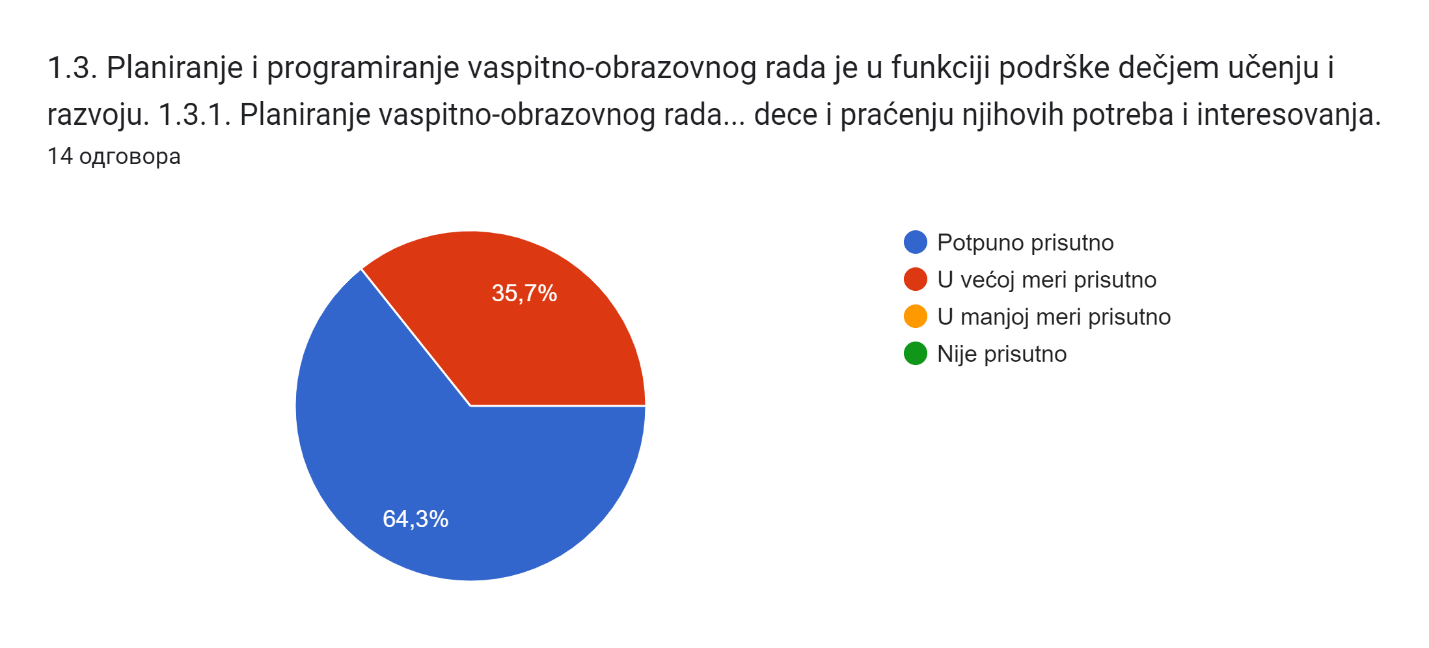 1.3. Planiranje i programiranje vaspitno-obrazovnog rada je u funkciji podrške dečjem učenju i
razvoju. 1.3.1. Planiranje vaspitno-obrazovnog rada... dece i praćenju njihovih potreba i interesovanja.
14 одговора
35,7%
64,3%
Potpuno prisutno
U većoj meri prisutno
U manjoj meri prisutno
Nije prisutno